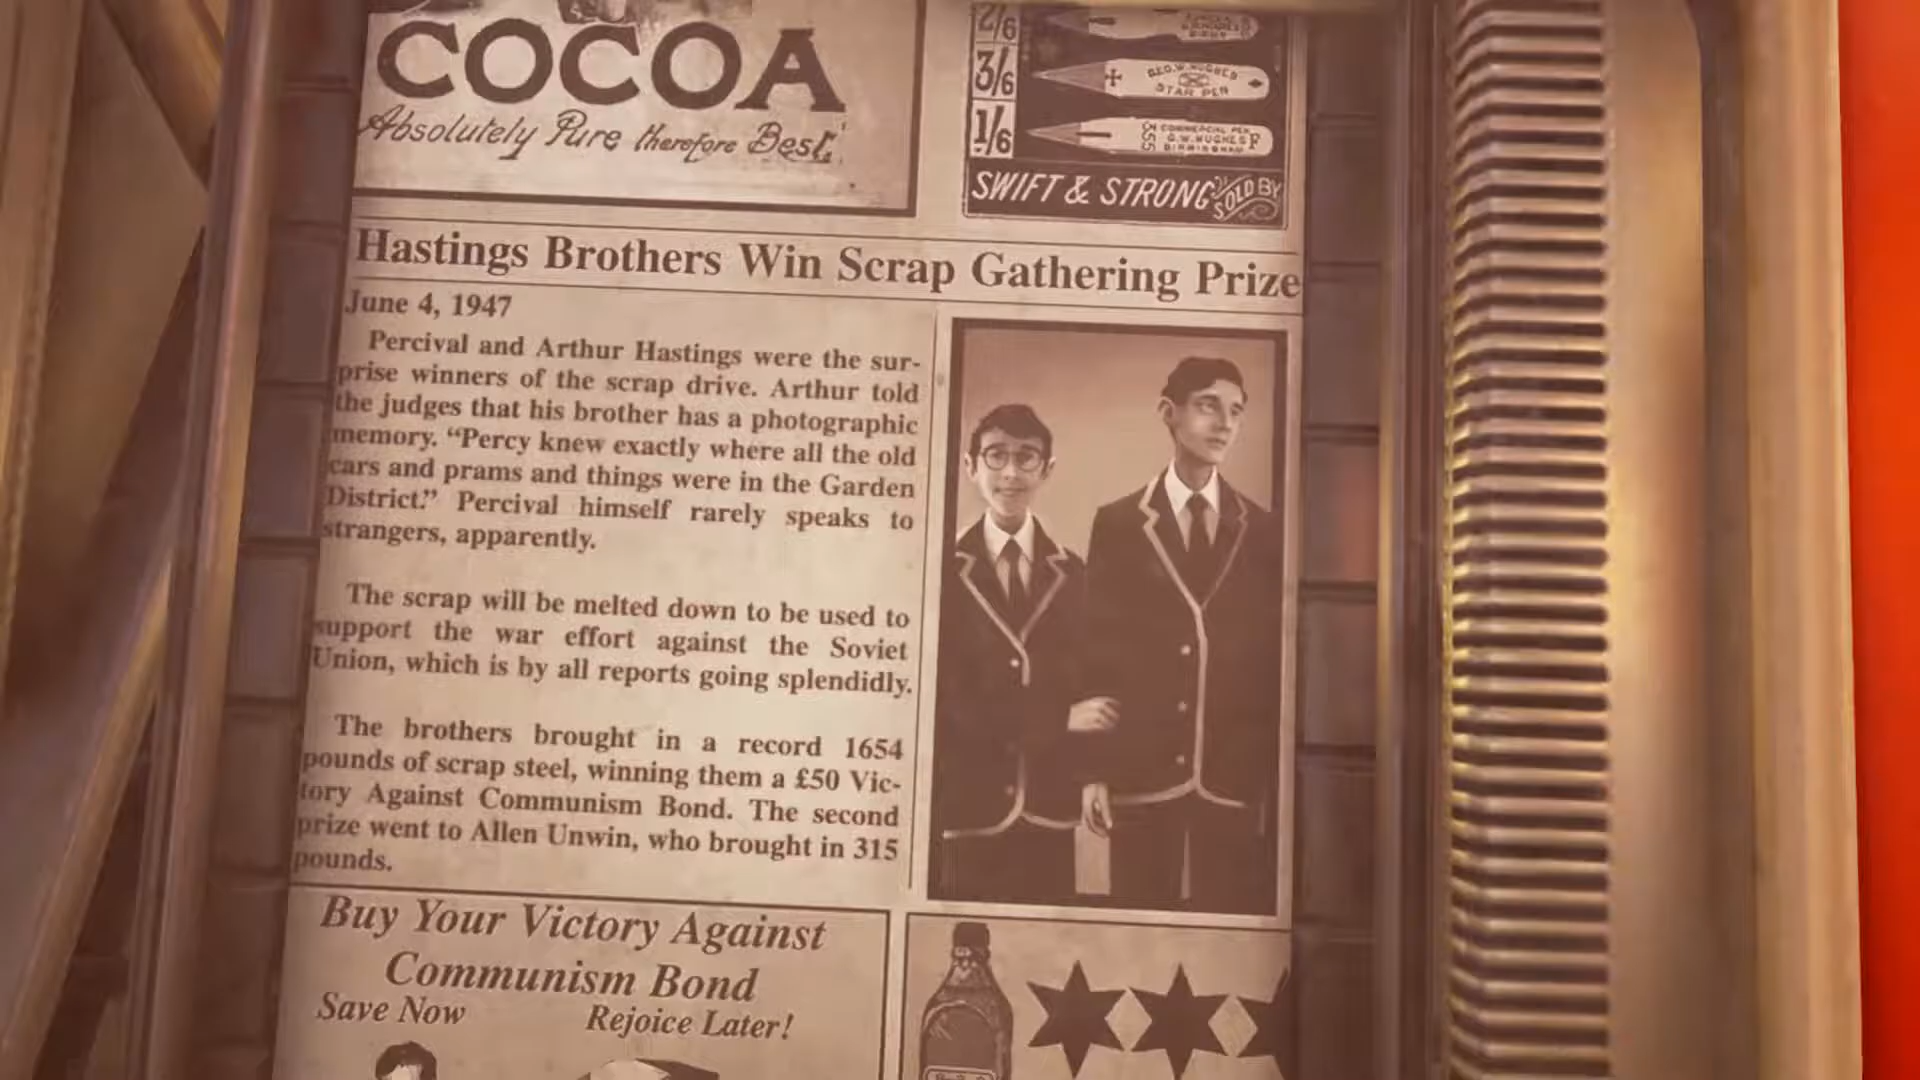 COCOA
Absolutely Pure therefore Best.
2/6
3/6
GEO.W.HUGHES
STAR PEN
1/6
COMMERCIAL PEN
G.W.HUGHES F
BIRMINGHAM
SWIFT & STRONG SOLD BY
Hastings Brothers Win Scrap Gathering Prize
June 4, 1947
Percival and Arthur Hastings were the sur-
prise winners of the scrap drive. Arthur told
the judges that his brother has a photographic
memory. “Percy knew exactly where all the old
cars and prams and things were in the Garden
District.” Percival himself rarely speaks to
strangers, apparently.
The scrap will be melted down to be used to
support the war effort against the Soviet
Union, which is by all reports going splendidly.
The brothers brought in a record 1654
pounds of scrap steel, winning them a £50 Vic-
tory Against Communism Bond. The second
prize went to Allen Unwin, who brought in 315
pounds.
Buy Your Victory Against
Communism Bond
Save Now Rejoice Later!